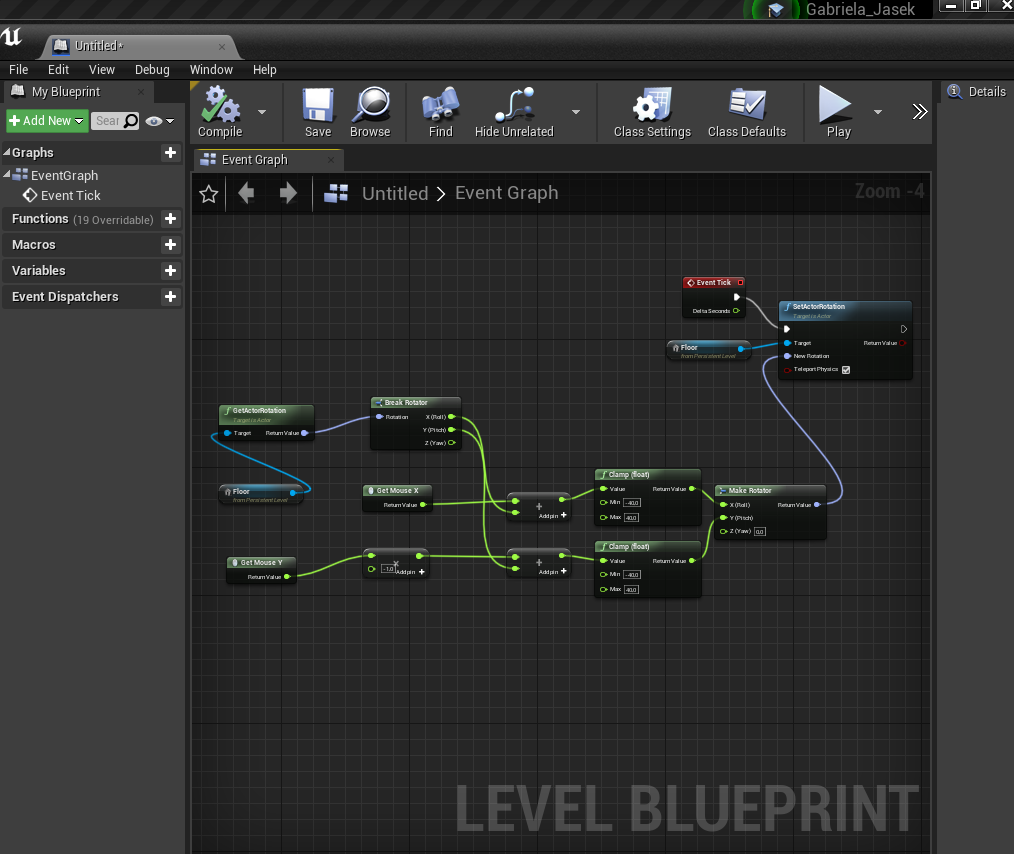 Gabriela_Jasek
Untitled*
File Edit View Debug Window Help
My Blueprint
Details
Add New
Sear
Compile Save Browse Find Hide Unrelated Class Settings Class Defaults Play
Graphs
EventGraph
Event Tick
Functions (19 Overridable)
Macros
Variables
Event Dispatchers
Event Graph
Untitled > Event Graph
Zoom -4
Event Tick
Delta Seconds
SetActorRotation
Target is Actor
Target
Return Value
New Rotation
Teleport Physics
Floor
from Persistent Level
GetActorRotation
Target is Actor
Target Return Value
Break Rotator
Rotation
X (Roll)
Y (Pitch)
Z (Yaw)
Floor
from Persistent Level
Get Mouse X
Return Value
Add pin +
Clamp (float)
Value Return Value
Min -40,0
Max 40,0
Make Rotator
X (Roll) Return Value
Y (Pitch)
Z (Yaw) 0,0
Get Mouse Y
Return Value
-1,0
Add pin +
Add pin +
Clamp (float)
Value Return Value
Min -40,0
Max 40,0
LEVEL BLUEPRINT